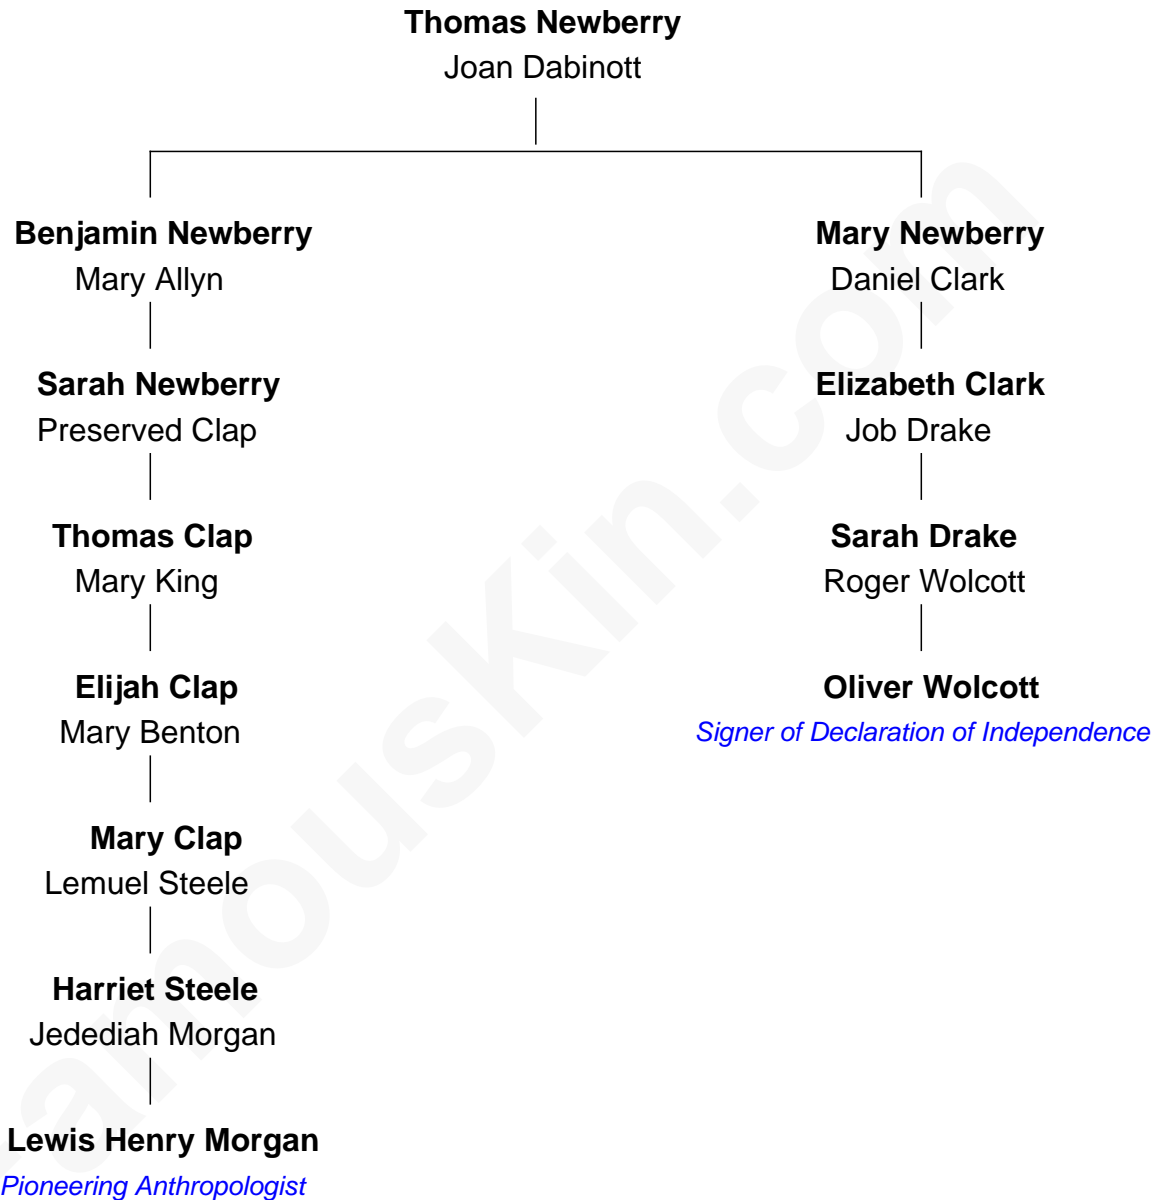 Thomas Newberry
Joan Dabinott
Benjamin Newberry
Mary Allyn
Sarah Newberry
Preserved Clap
Thomas Clap
Mary King
Elijah Clap
Mary Benton
Mary Clap
Lemuel Steele
Harriet Steele
Jedediah Morgan
Lewis Henry Morgan
Pioneering Anthropologist
Mary Newberry
Daniel Clark
Elizabeth Clark
Job Drake
Sarah Drake
Roger Wolcott
Oliver Wolcott
Signer of Declaration of Independence
FamousKin.com